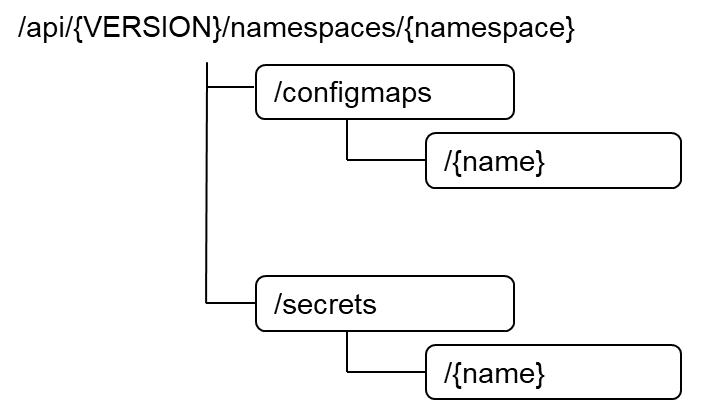 /api/{VERSION}/namespaces/{namespace}
/configmaps
/{name}
/secrets
/{name}